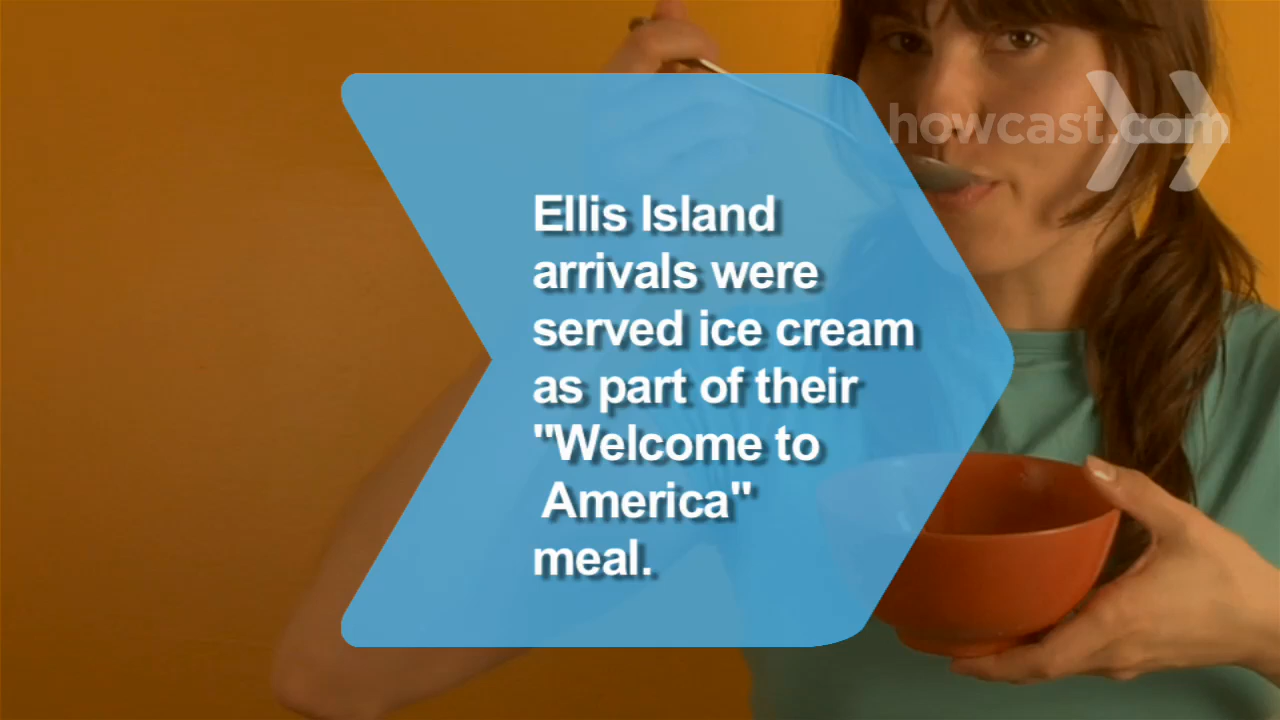 howcast.com
Ellis Island
arrivals were
served ice cream
as part of their
"Welcome to
America"
meal.